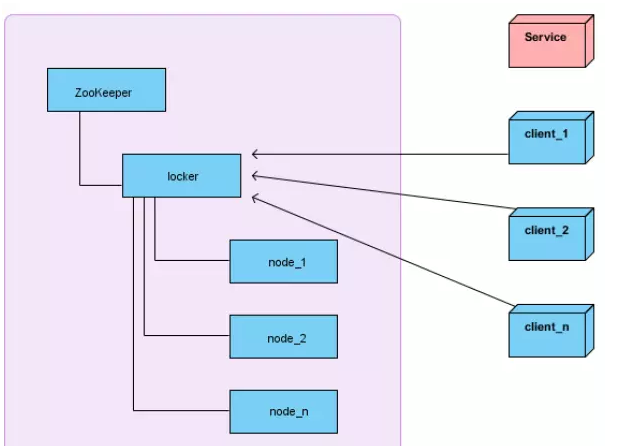 Service
ZooKeeper
client_1
locker
client_2
node_1
client_n
node_2
node_n